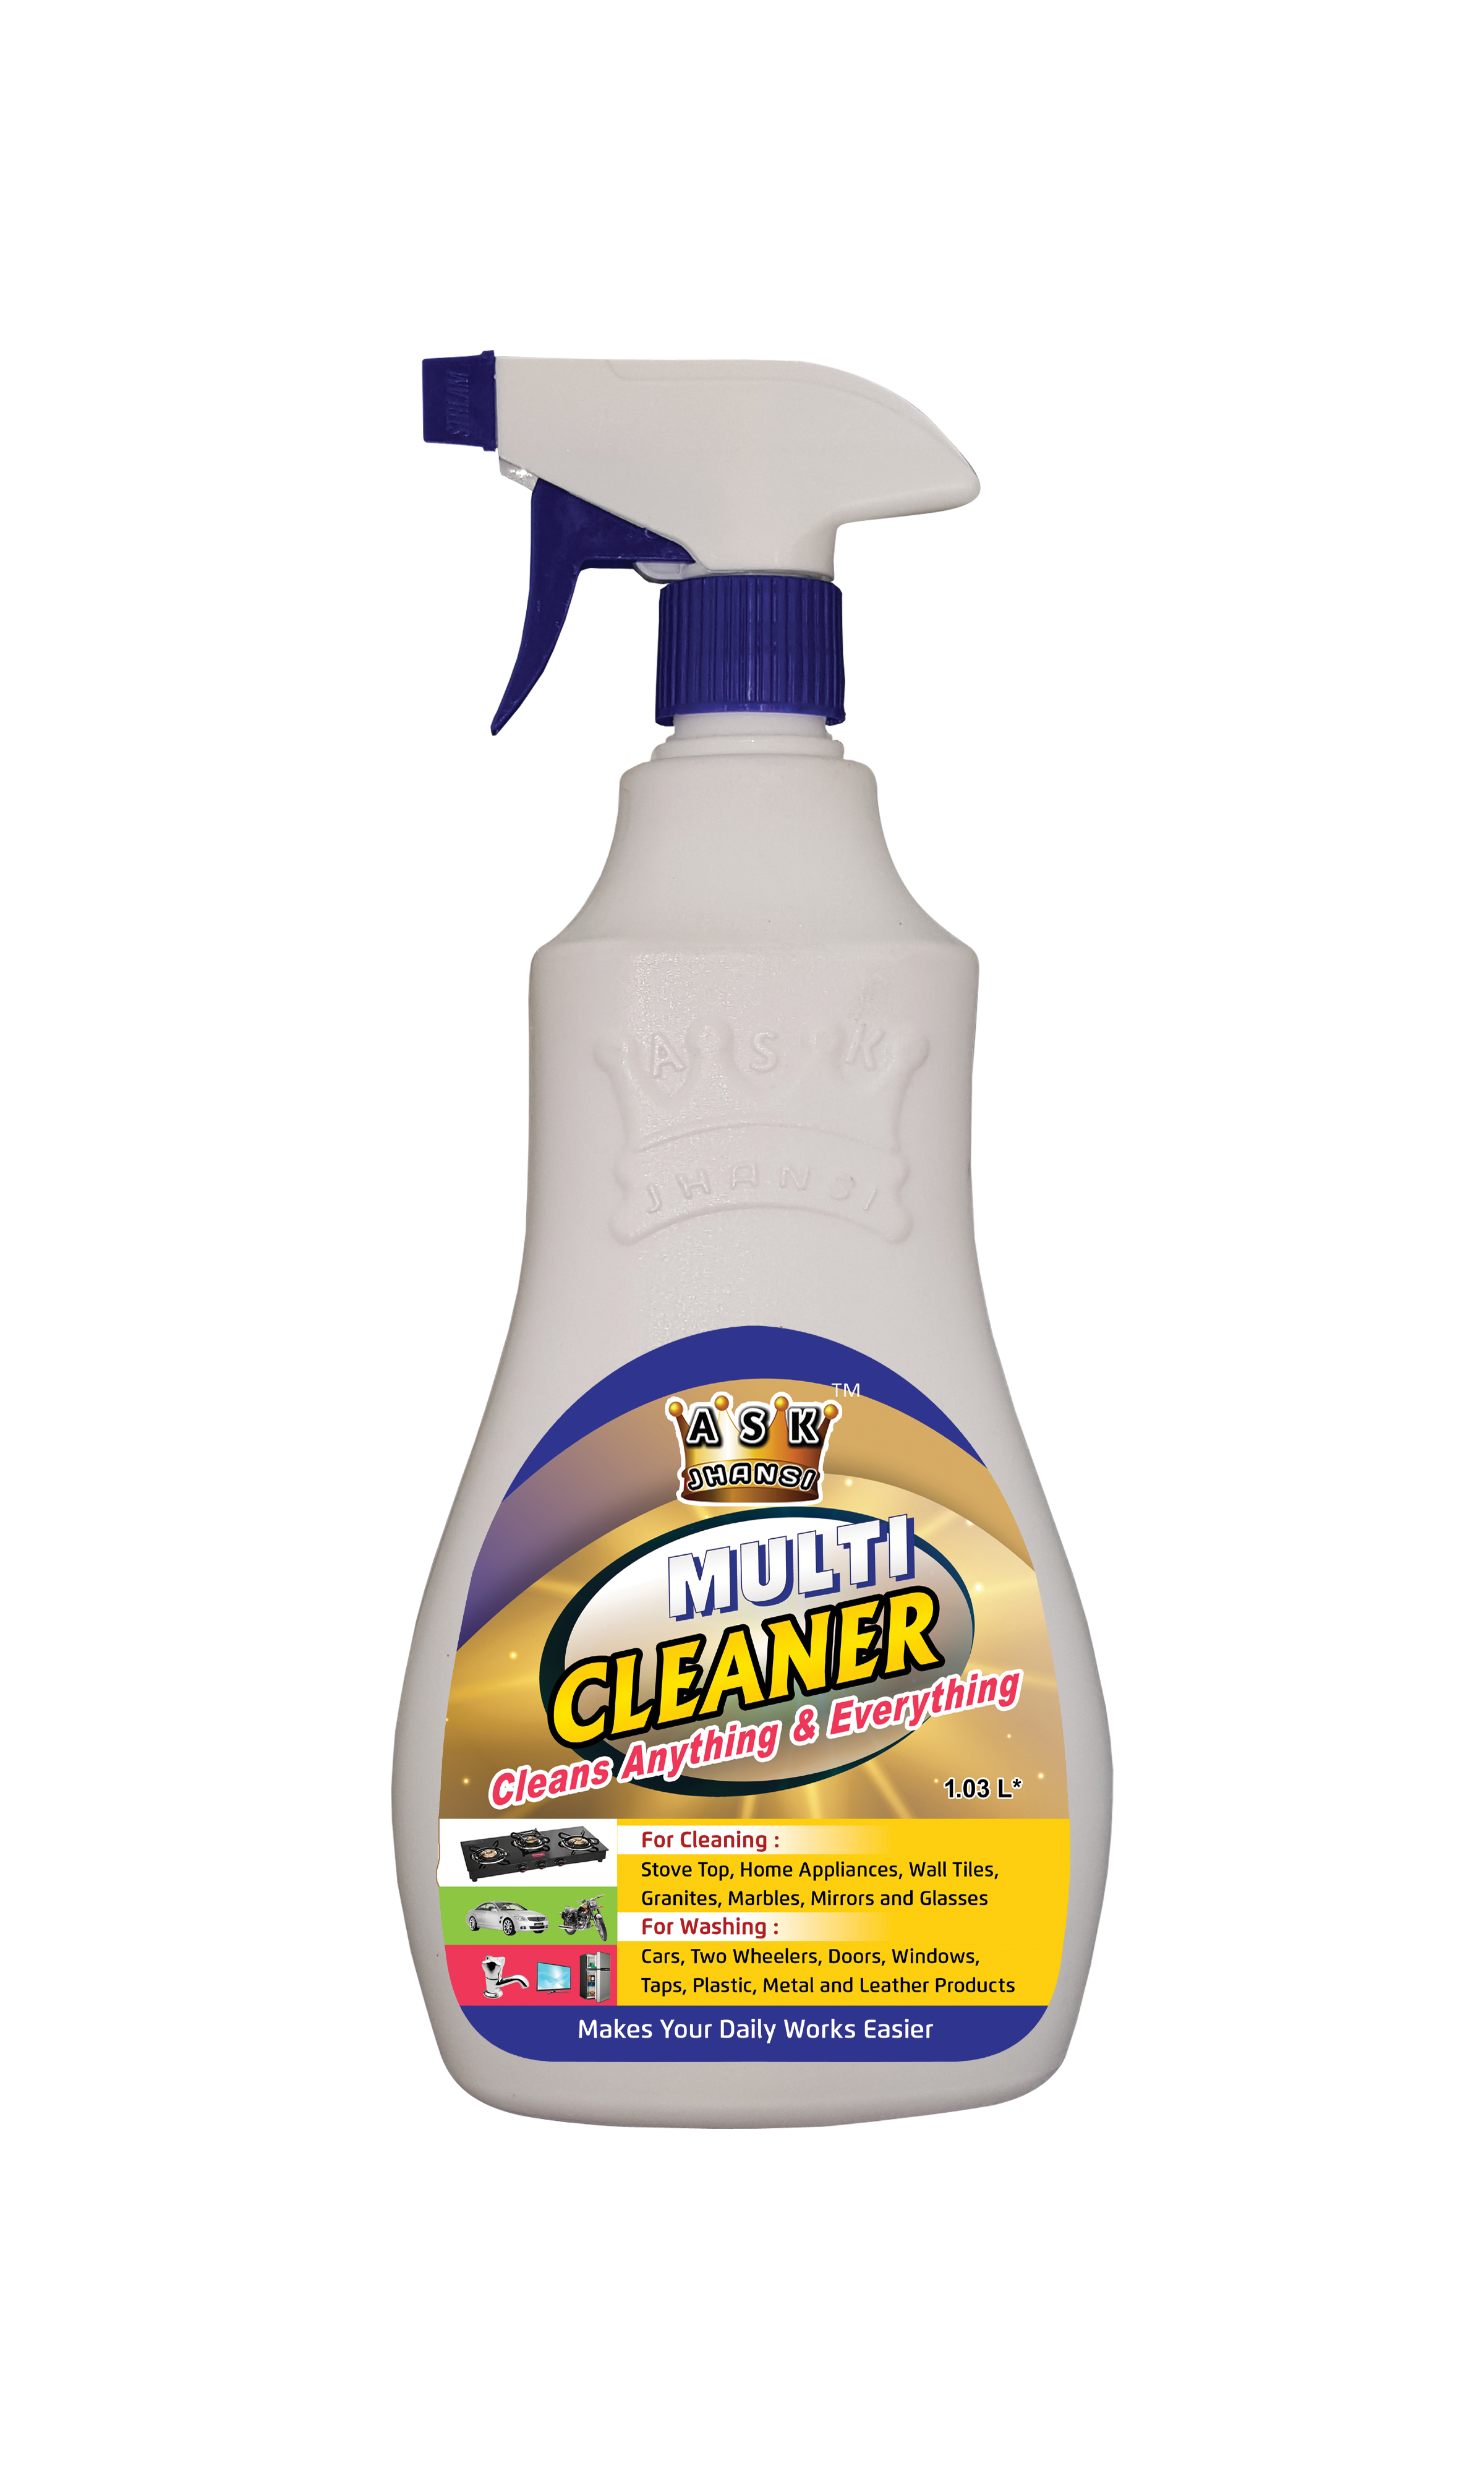 STREAM
A S K
JHANSI
A S K
TM
JHANSI
MULTI
CLEANER
Cleans Anything & Everything
1.03 L*
For Cleaning :
Stove Top, Home Appliances, Wall Tiles,
Granites, Marbles, Mirrors and Glasses
For Washing :
Cars, Two Wheelers, Doors, Windows,
Taps, Plastic, Metal and Leather Products
Makes Your Daily Works Easier